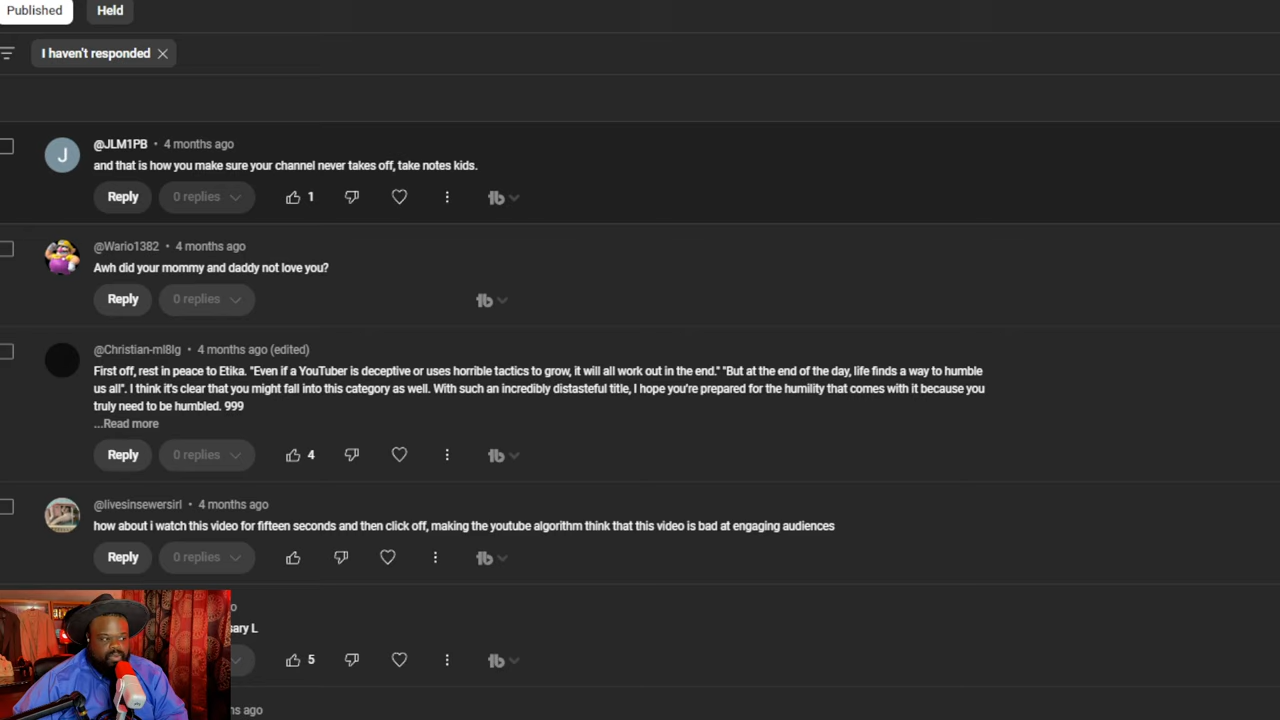 Published Held
I haven't responded
J @JLM1PB • 4 months ago
and that is how you make sure your channel never takes off, take notes kids.
Reply 0 replies 1
@Wario1382 • 4 months ago
Awh did your mommy and daddy not love you?
Reply 0 replies
@Christian-ml8lg • 4 months ago (edited)
First off, rest in peace to Etika. "Even if a YouTuber is deceptive or uses horrible tactics to grow, it will all work out in the end." "But at the end of the day, life finds a way to humble
us all". I think it's clear that you might fall into this category as well. With such an incredibly distasteful title, I hope you're prepared for the humility that comes with it because you
truly need to be humbled. 999
...Read more
Reply 0 replies 4
@livesinsewersirl • 4 months ago
how about i watch this video for fifteen seconds and then click off, making the youtube algorithm think that this video is bad at engaging audiences
Reply 0 replies
L
5
ago